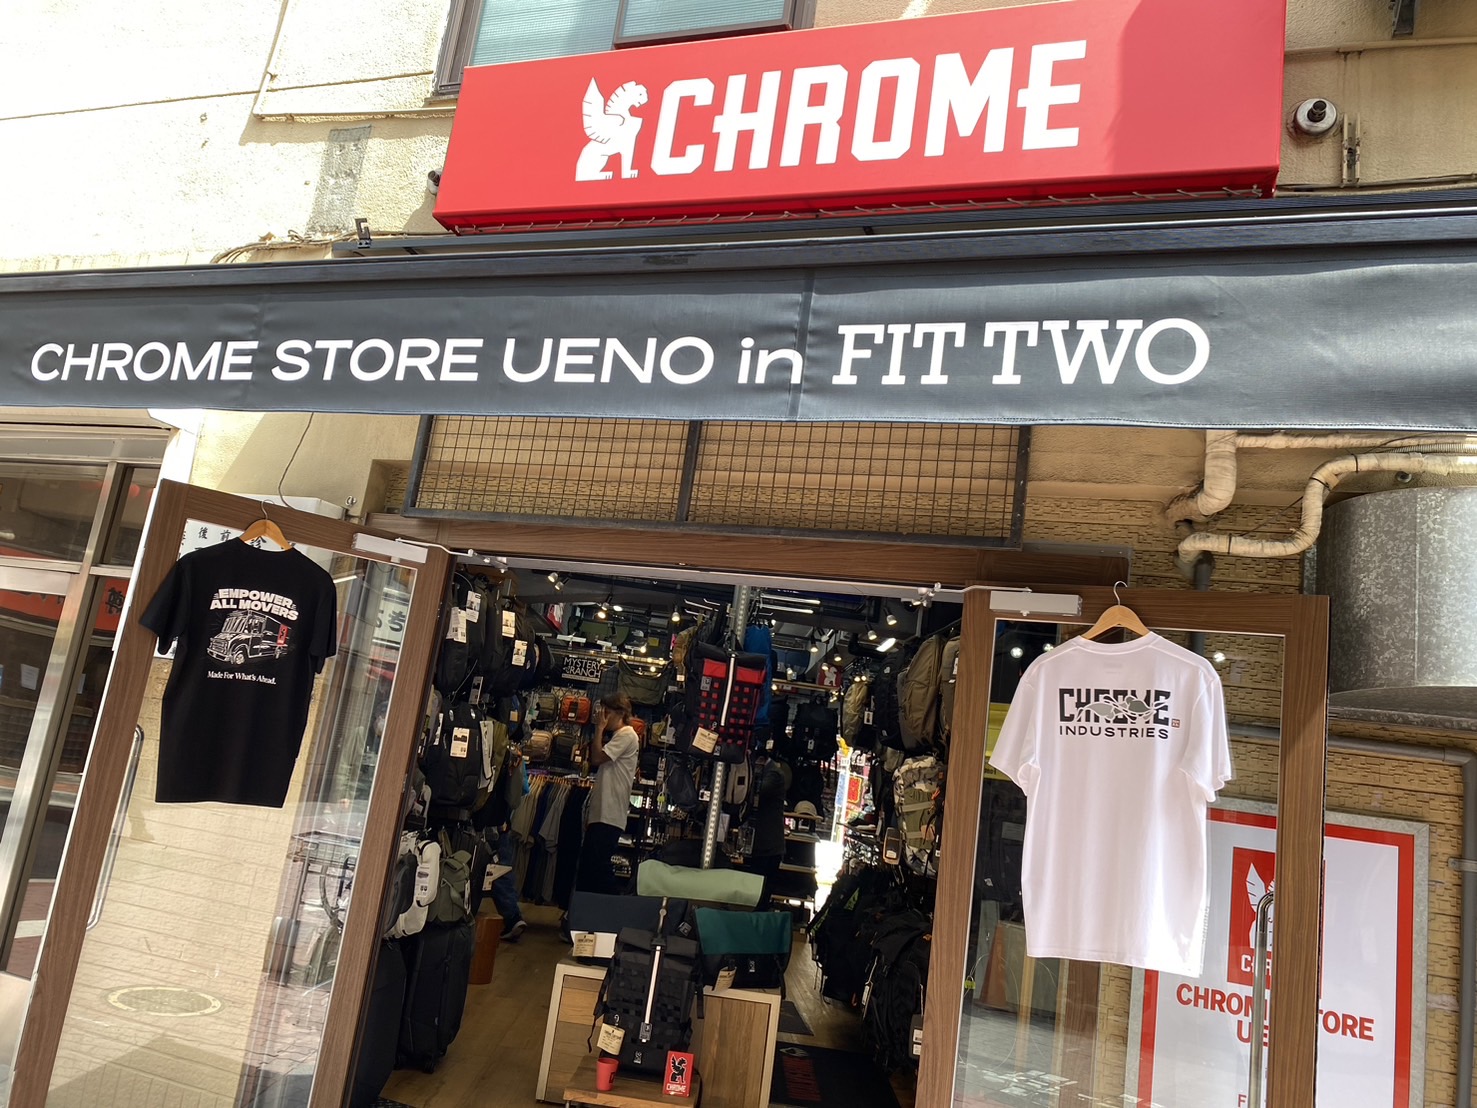 CHROME
CHROME STORE UENO in FIT TWO
EMPOWER
ALL MOVERS
Made For What's Ahead.
MYSTERY
RANCH
CHROME
INDUSTRIES
CHROME